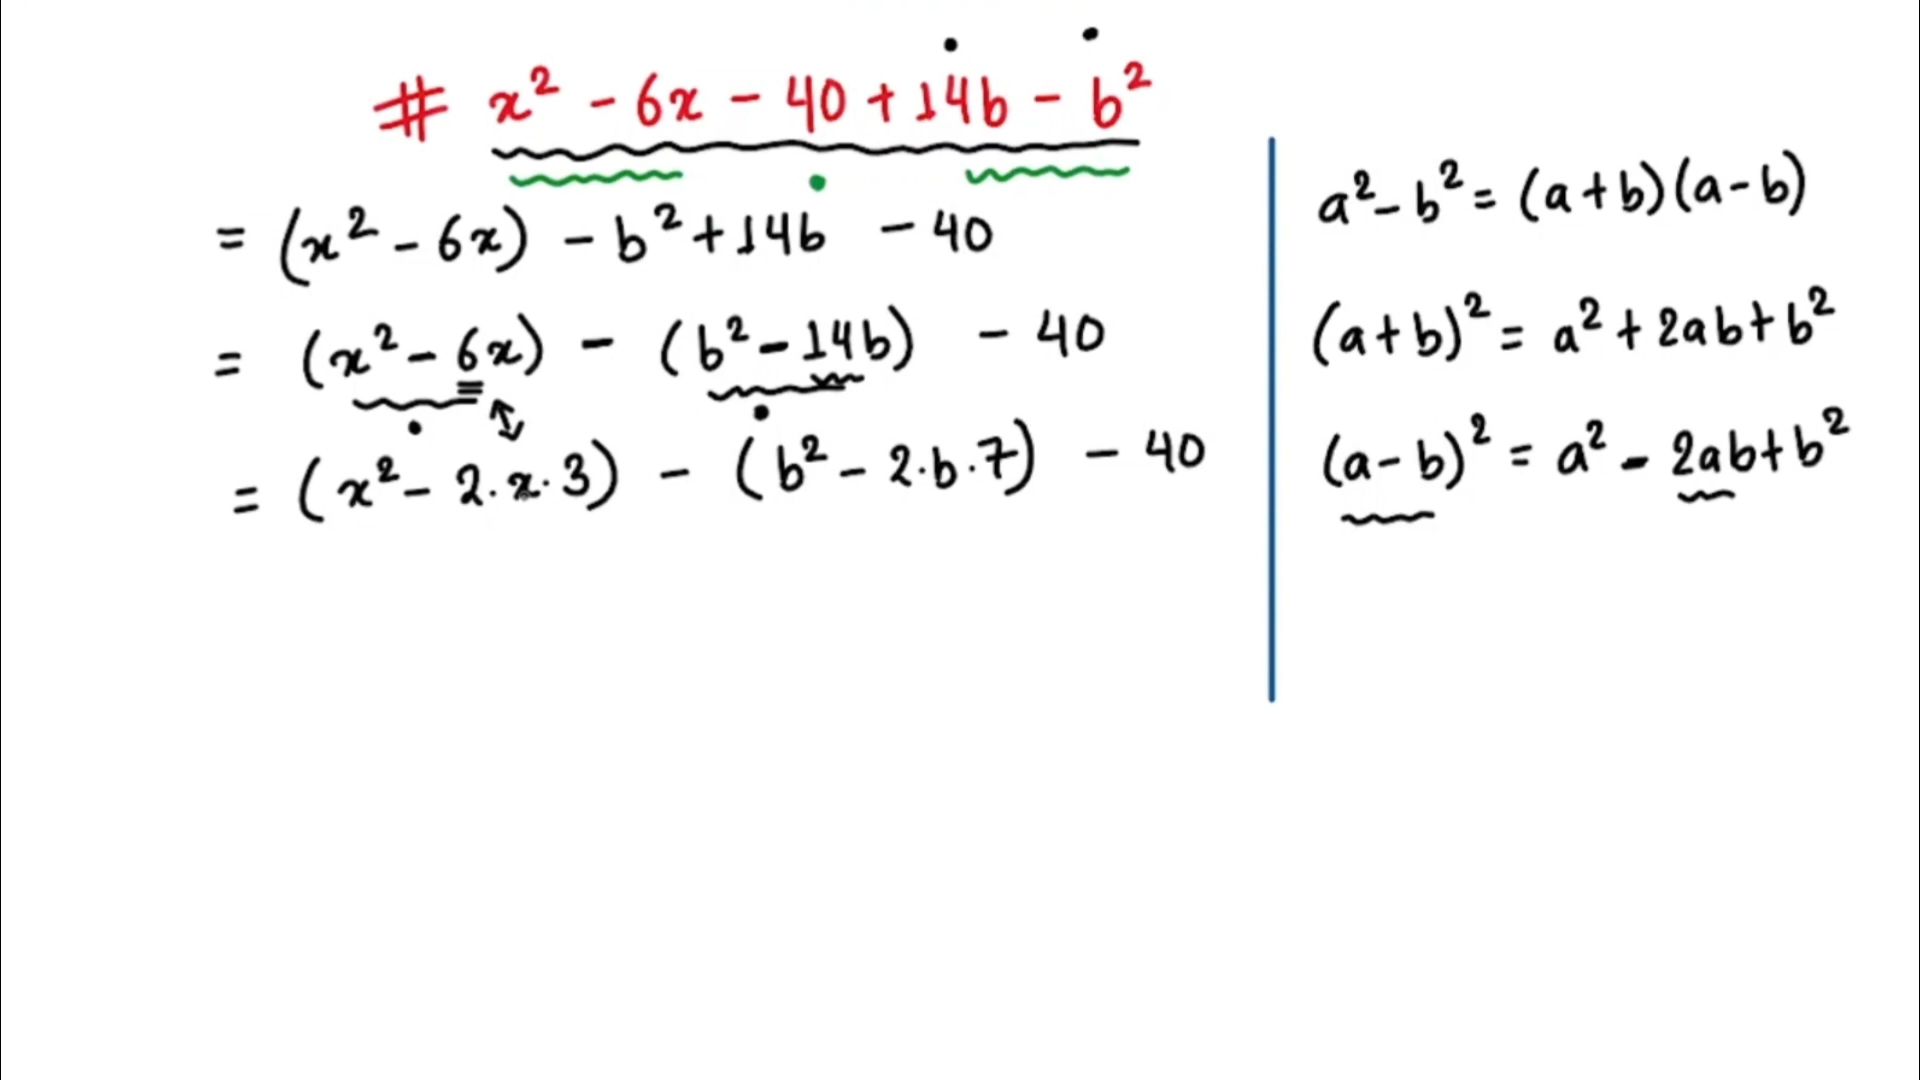 # x² - 6x - 40 + 14b - b²
= (x² - 6x) - b² + 14b - 40
= (x² - 6x) - (b² - 14b) - 40
= (x² - 2·x·3) - (b² - 2·b·7) - 40
a² - b² = (a+b)(a-b)
(a+b)² = a² + 2ab + b²
(a-b)² = a² - 2ab + b²